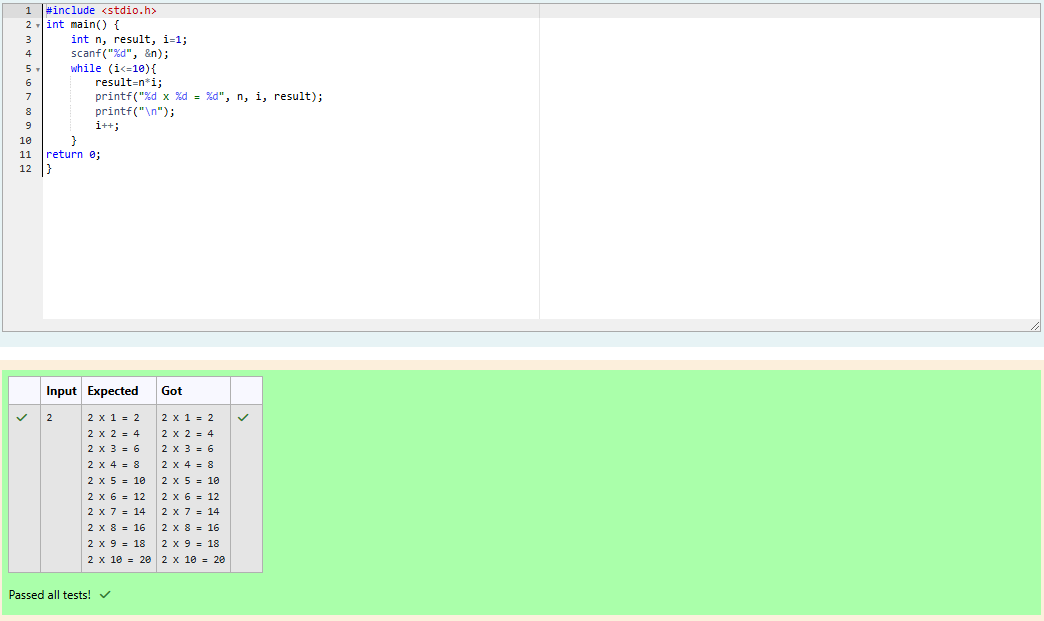 1 #include <stdio.h>
2 int main() {
3     int n, result, i=1;
4     scanf("%d", &n);
5     while (i<=10){
6         result=n*i;
7         printf("%d x %d = %d", n, i, result);
8         printf("\n");
9         i++;
10     }
11 return 0;
12 }
Input Expected Got
2 2 x 1 = 2 2 x 1 = 2
2 x 2 = 4 2 x 2 = 4
2 x 3 = 6 2 x 3 = 6
2 x 4 = 8 2 x 4 = 8
2 x 5 = 10 2 x 5 = 10
2 x 6 = 12 2 x 6 = 12
2 x 7 = 14 2 x 7 = 14
2 x 8 = 16 2 x 8 = 16
2 x 9 = 18 2 x 9 = 18
2 x 10 = 20 2 x 10 = 20
Passed all tests!